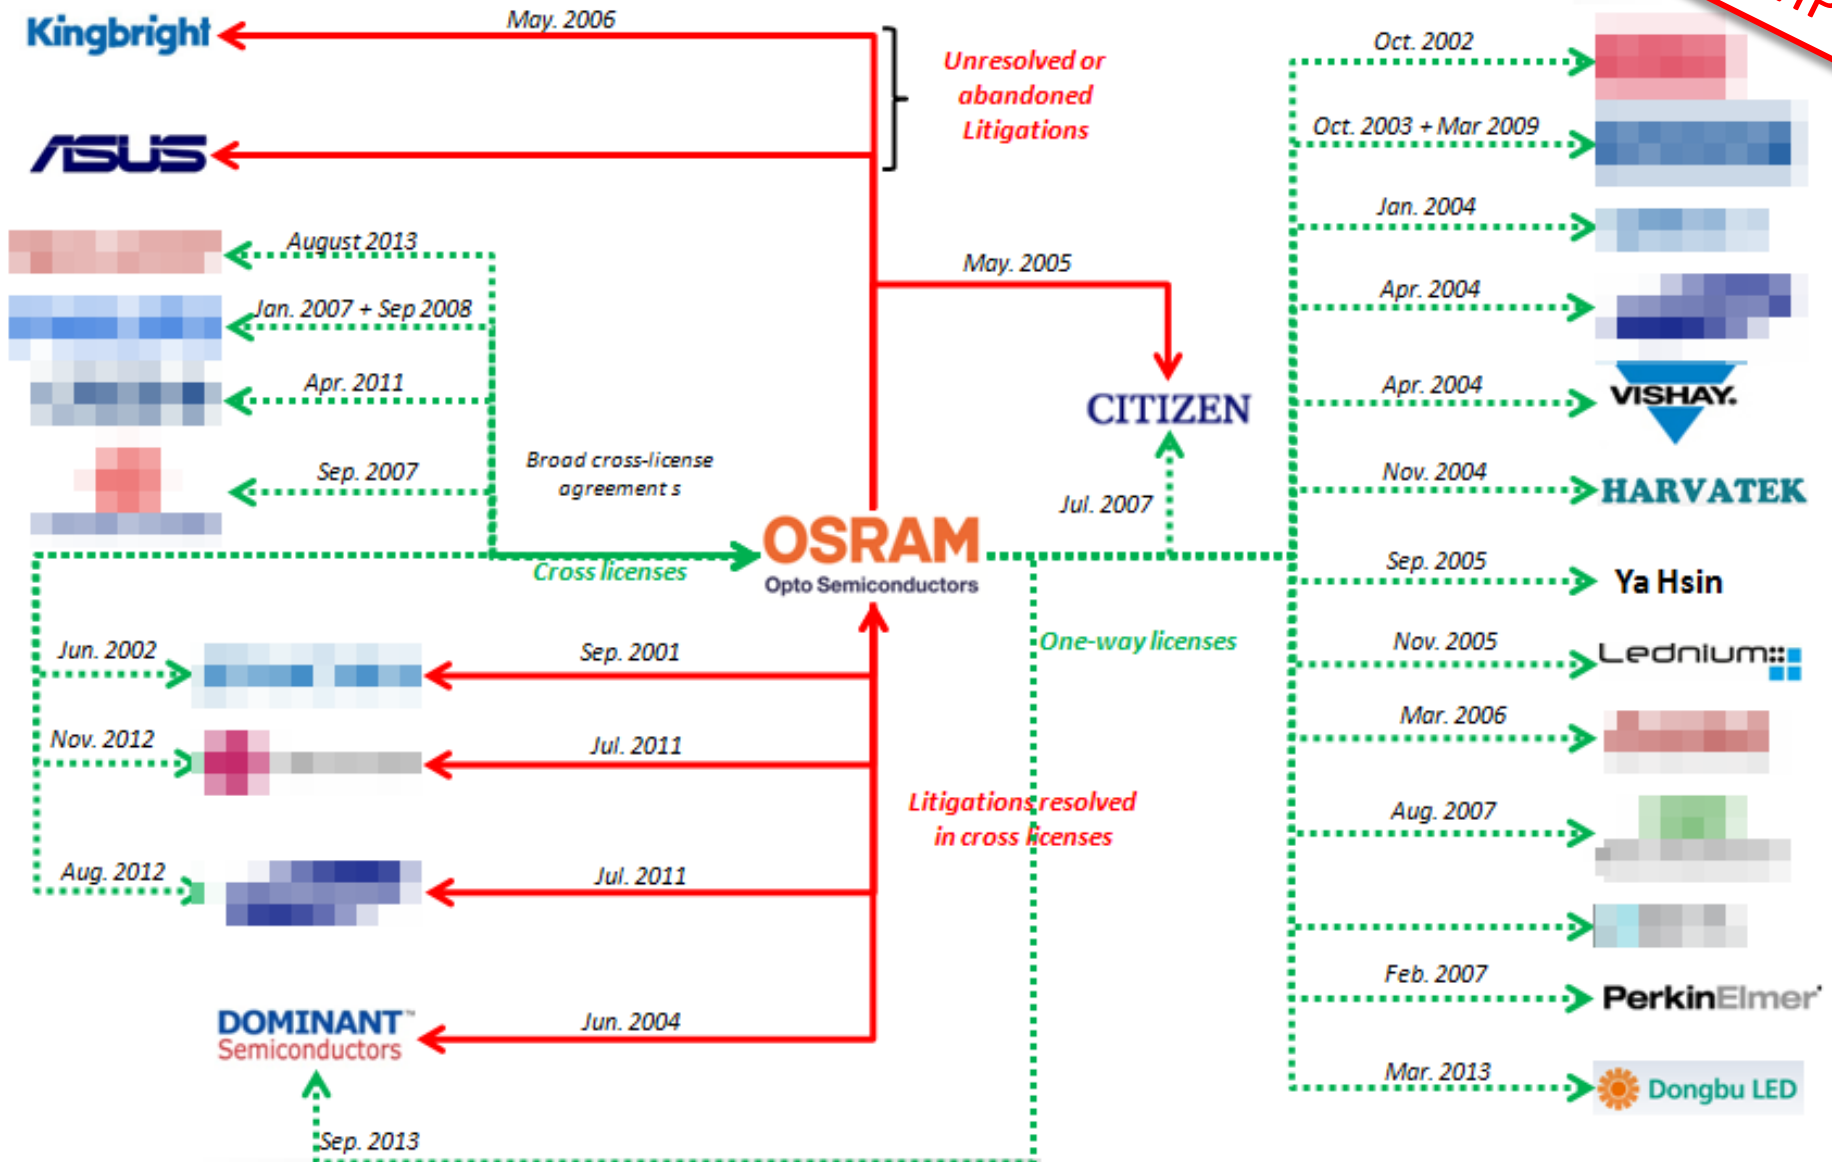 Kingbright
May. 2006
Unresolved or
abandoned
Litigations
ASUS
August 2013
Jan. 2007 + Sep 2008
Apr. 2011
Sep. 2007
Broad cross-license
agreement s
Cross licenses
May. 2005
CITIZEN
Jul. 2007
OSRAM
Opto Semiconductors
One-way licenses
Jun. 2002
Sep. 2001
Nov. 2012
Jul. 2011
Litigations resolved
in cross licenses
Aug. 2012
Jul. 2011
DOMINANT™
Semiconductors
Jun. 2004
Sep. 2013
Oct. 2002
Oct. 2003 + Mar 2009
Jan. 2004
Apr. 2004
Apr. 2004
VISHAY.
Nov. 2004
HARVATEK
Sep. 2005
Ya Hsin
Nov. 2005
Lednium
Mar. 2006
Aug. 2007
Feb. 2007
PerkinElmer
Mar. 2013
Dongbu LED